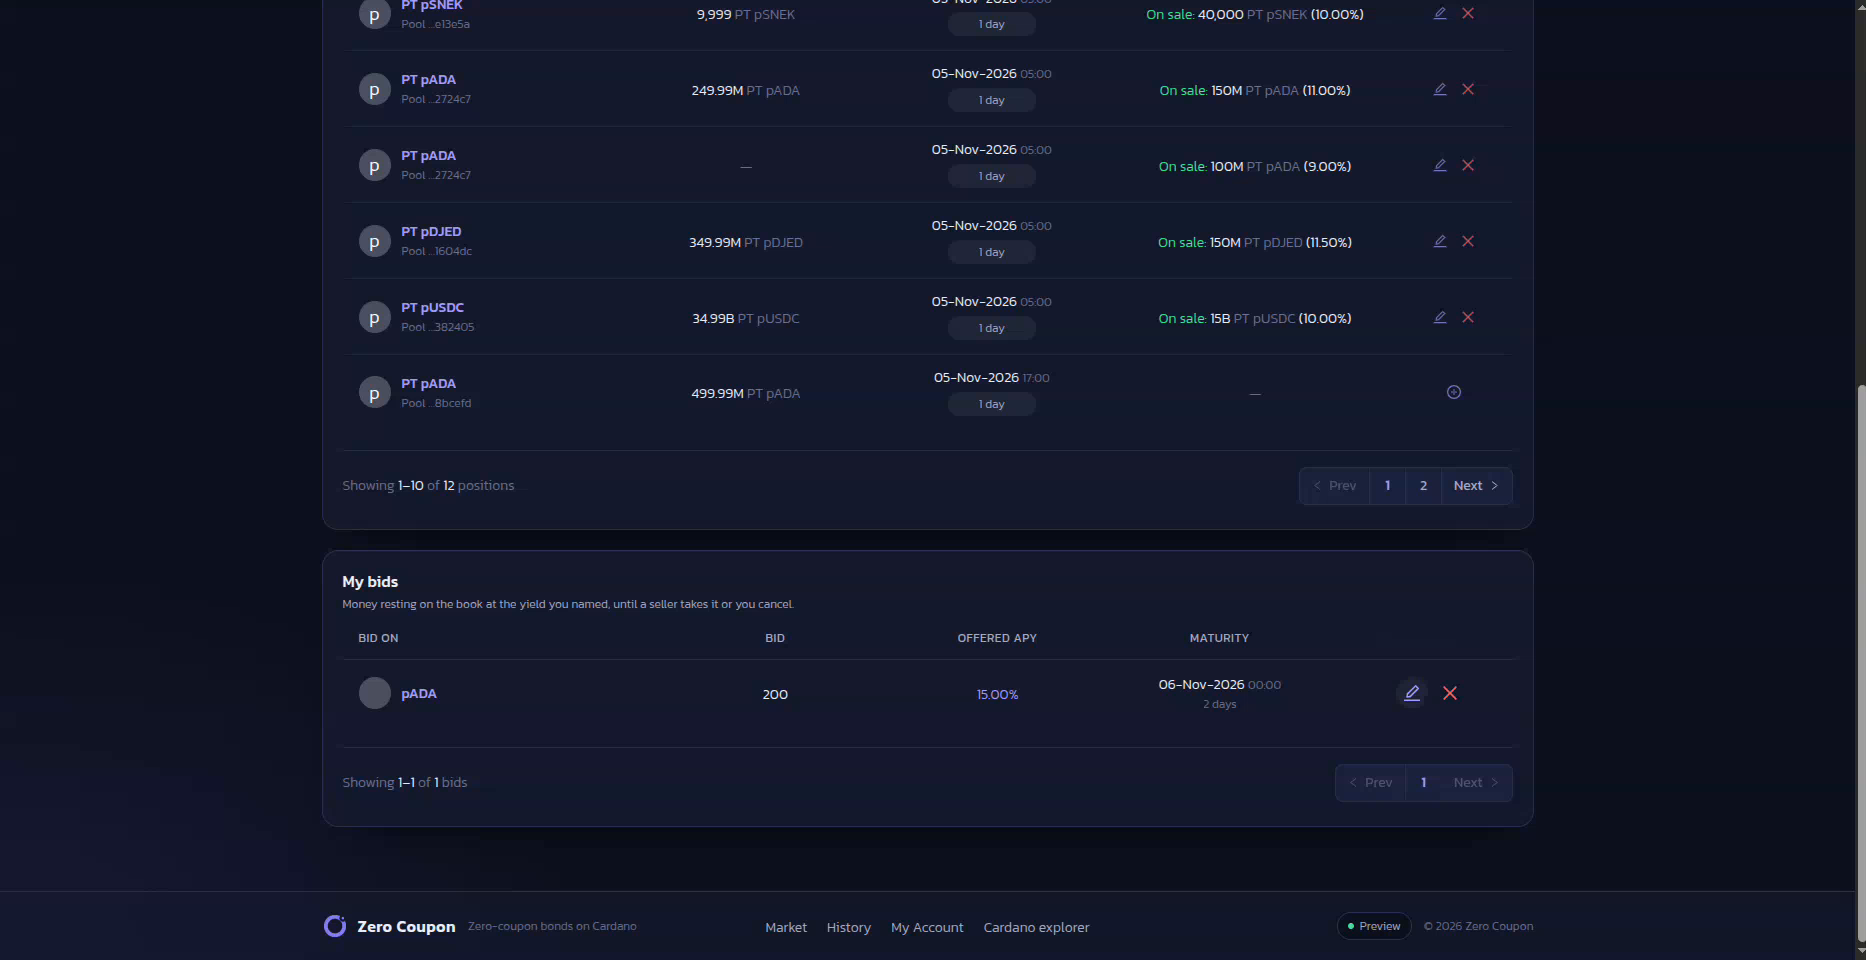 p PT pSNEK 9,999 PT pSNEK 05-Nov-2026 05:00 On sale: 40,000 PT pSNEK (10.00%)
Pool ...e13e5a 1 day
p PT pADA 249.99M PT pADA 05-Nov-2026 05:00 On sale: 150M PT pADA (11.00%)
Pool ...2724c7 1 day
p PT pADA — 05-Nov-2026 05:00 On sale: 100M PT pADA (9.00%)
Pool ...2724c7 1 day
p PT pDJED 349.99M PT pDJED 05-Nov-2026 05:00 On sale: 150M PT pDJED (11.50%)
Pool ...1604dc 1 day
p PT pUSDC 34.99B PT pUSDC 05-Nov-2026 05:00 On sale: 15B PT pUSDC (10.00%)
Pool ...382405 1 day
p PT pADA 499.99M PT pADA 05-Nov-2026 17:00 —
Pool ...8bcefd 1 day
Showing 1–10 of 12 positions < Prev 1 2 Next >
My bids
Money resting on the book at the yield you named, until a seller takes it or you cancel.
BID ON BID OFFERED APY MATURITY
pADA 200 15.00% 06-Nov-2026 00:00
2 days
Showing 1–1 of 1 bids < Prev 1 Next >
Zero Coupon Zero-coupon bonds on Cardano Market History My Account Cardano explorer Preview © 2026 Zero Coupon